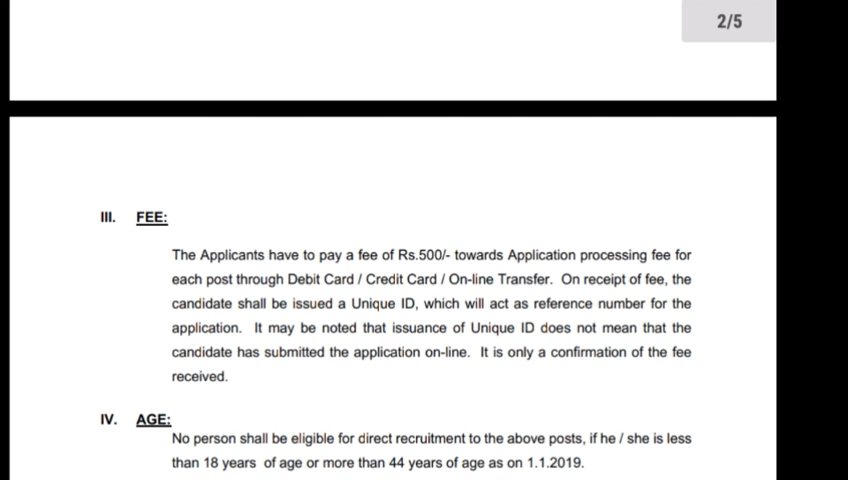 2/5
III. FEE:
The Applicants have to pay a fee of Rs.500/- towards Application processing fee for
each post through Debit Card / Credit Card / On-line Transfer. On receipt of fee, the
candidate shall be issued a Unique ID, which will act as reference number for the
application. It may be noted that issuance of Unique ID does not mean that the
candidate has submitted the application on-line. It is only a confirmation of the fee
received.
IV. AGE:
No person shall be eligible for direct recruitment to the above posts, if he / she is less
than 18 years of age or more than 44 years of age as on 1.1.2019.